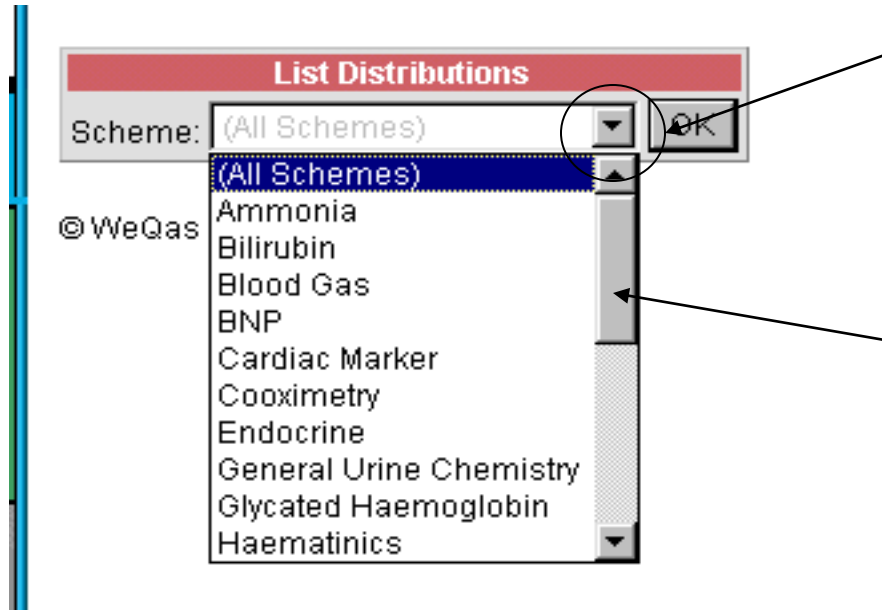 List Distributions
Scheme: (All Schemes) OK
(All Schemes)
Ammonia
© WeQas
Bilirubin
Blood Gas
BNP
Cardiac Marker
Cooximetry
Endocrine
General Urine Chemistry
Glycated Haemoglobin
Haematinics